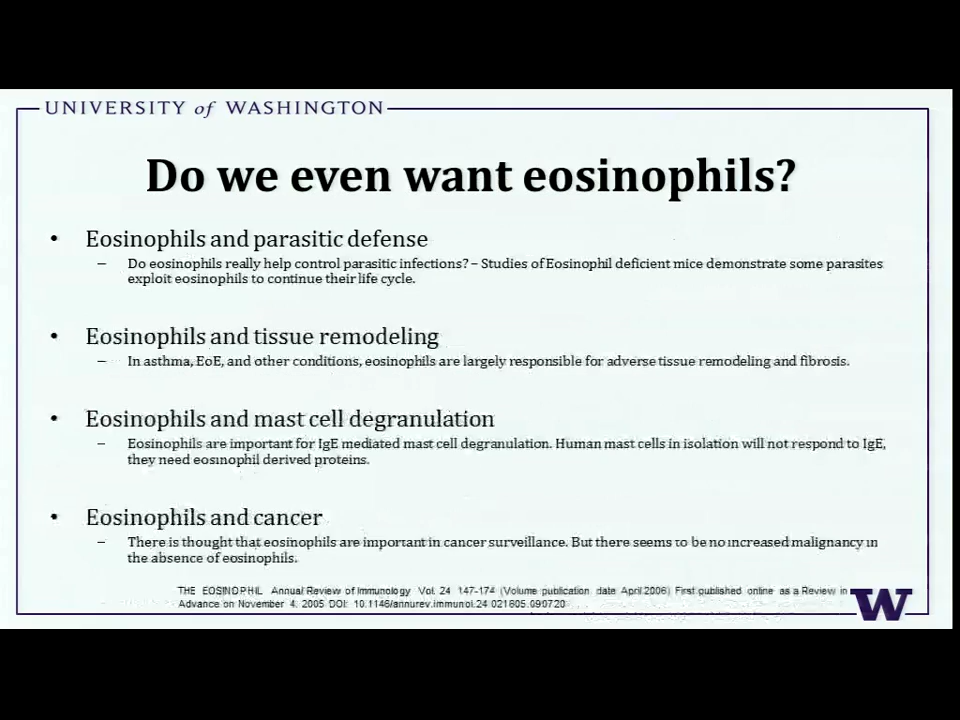 UNIVERSITY of WASHINGTON
Do we even want eosinophils?
• Eosinophils and parasitic defense
– Do eosinophils really help control parasitic infections? – Studies of Eosinophil deficient mice demonstrate some parasites
exploit eosinophils to continue their life cycle.
• Eosinophils and tissue remodeling
– In asthma, EoE, and other conditions, eosinophils are largely responsible for adverse tissue remodeling and fibrosis.
• Eosinophils and mast cell degranulation
– Eosinophils are important for IgE mediated mast cell degranulation. Human mast cells in isolation will not respond to IgE,
they need eosinophil derived proteins.
• Eosinophils and cancer
– There is thought that eosinophils are important in cancer surveillance. But there seems to be no increased malignancy in
the absence of eosinophils.
THE EOSINOPHIL Annual Review of Immunology Vol. 24 147-174 (Volume publication date April 2006) First published online as a Review in
Advance on November 4, 2005 DOI: 10.1146/annurev.immunol.24.021605.090720
W